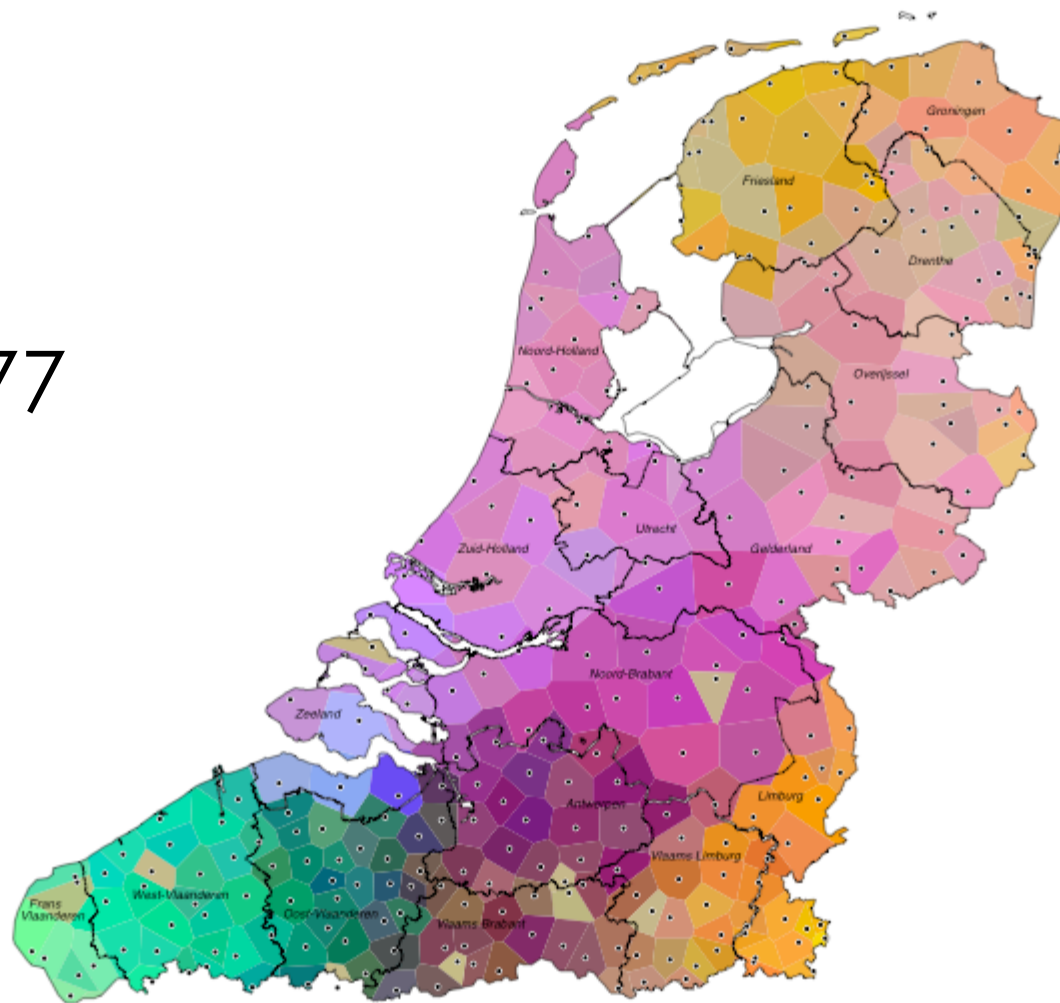 Groningen
Friesland
Drenthe
Noord-Holland
Overijssel
77
Utrecht
Zuid-Holland
Gelderland
Noord-Brabant
Zeeland
Limburg
Antwerpen
Vlaams Limburg
West-Vlaanderen
Frans
Vlaanderen
Oost-Vlaanderen
Vlaams Brabant